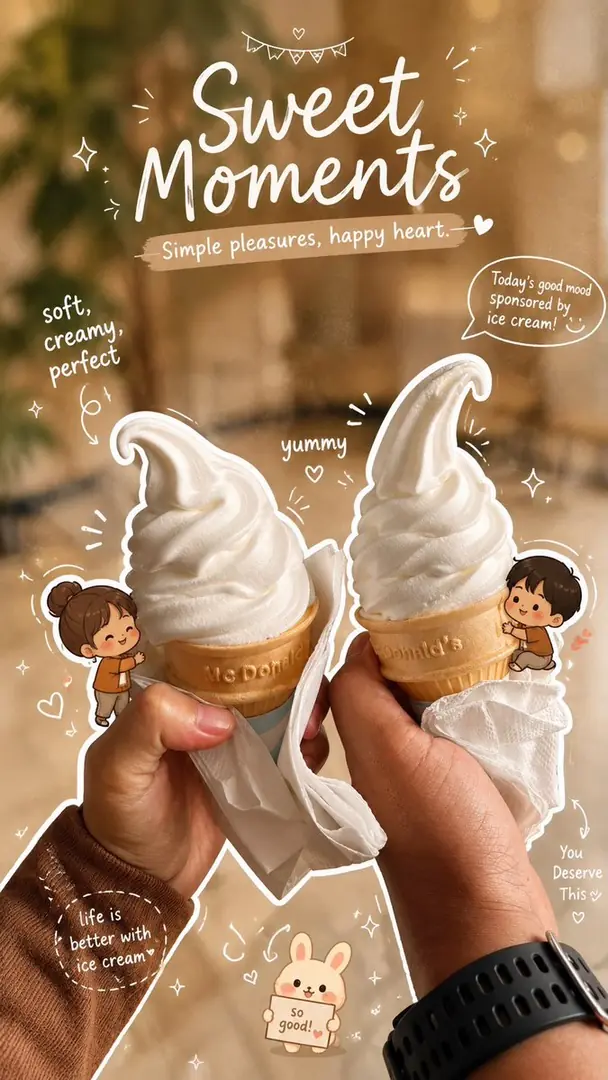 Sweet
Moments
Simple pleasures, happy heart.
Today's good mood
sponsored by
ice cream!
soft,
creamy,
perfect
yummy
McDonald
Donald's
You
Deserve
This
life is
better with
ice cream
so
good!